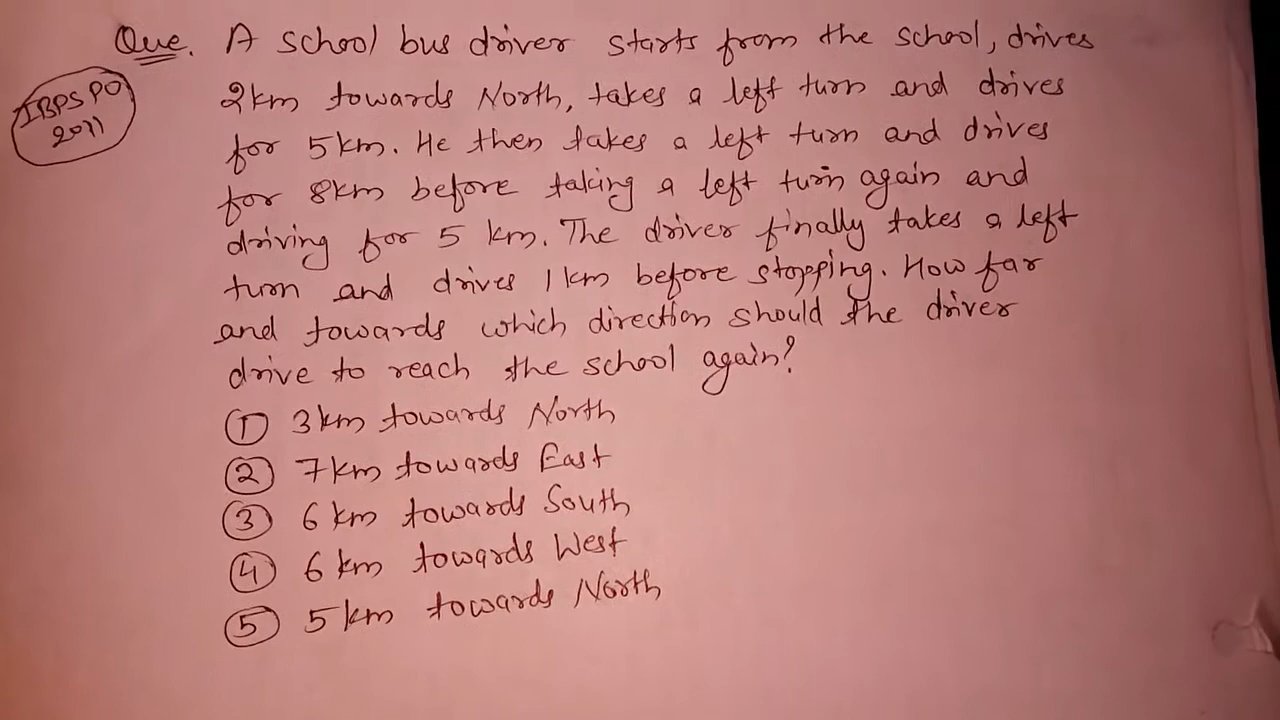 Que. A school bus driver starts from the school, drives
IBPS PO
2011
2km towards North, takes a left turn and drives
for 5km. He then takes a left turn and drives
for 8km before taking a left turn again and
driving for 5 km. The driver finally takes a left
turn and drives 1km before stopping. How far
and towards which direction should the driver
drive to reach the school again?
① 3km towards North
② 7km towards East
③ 6 km towards South
④ 6 km towards West
⑤ 5 km towards North